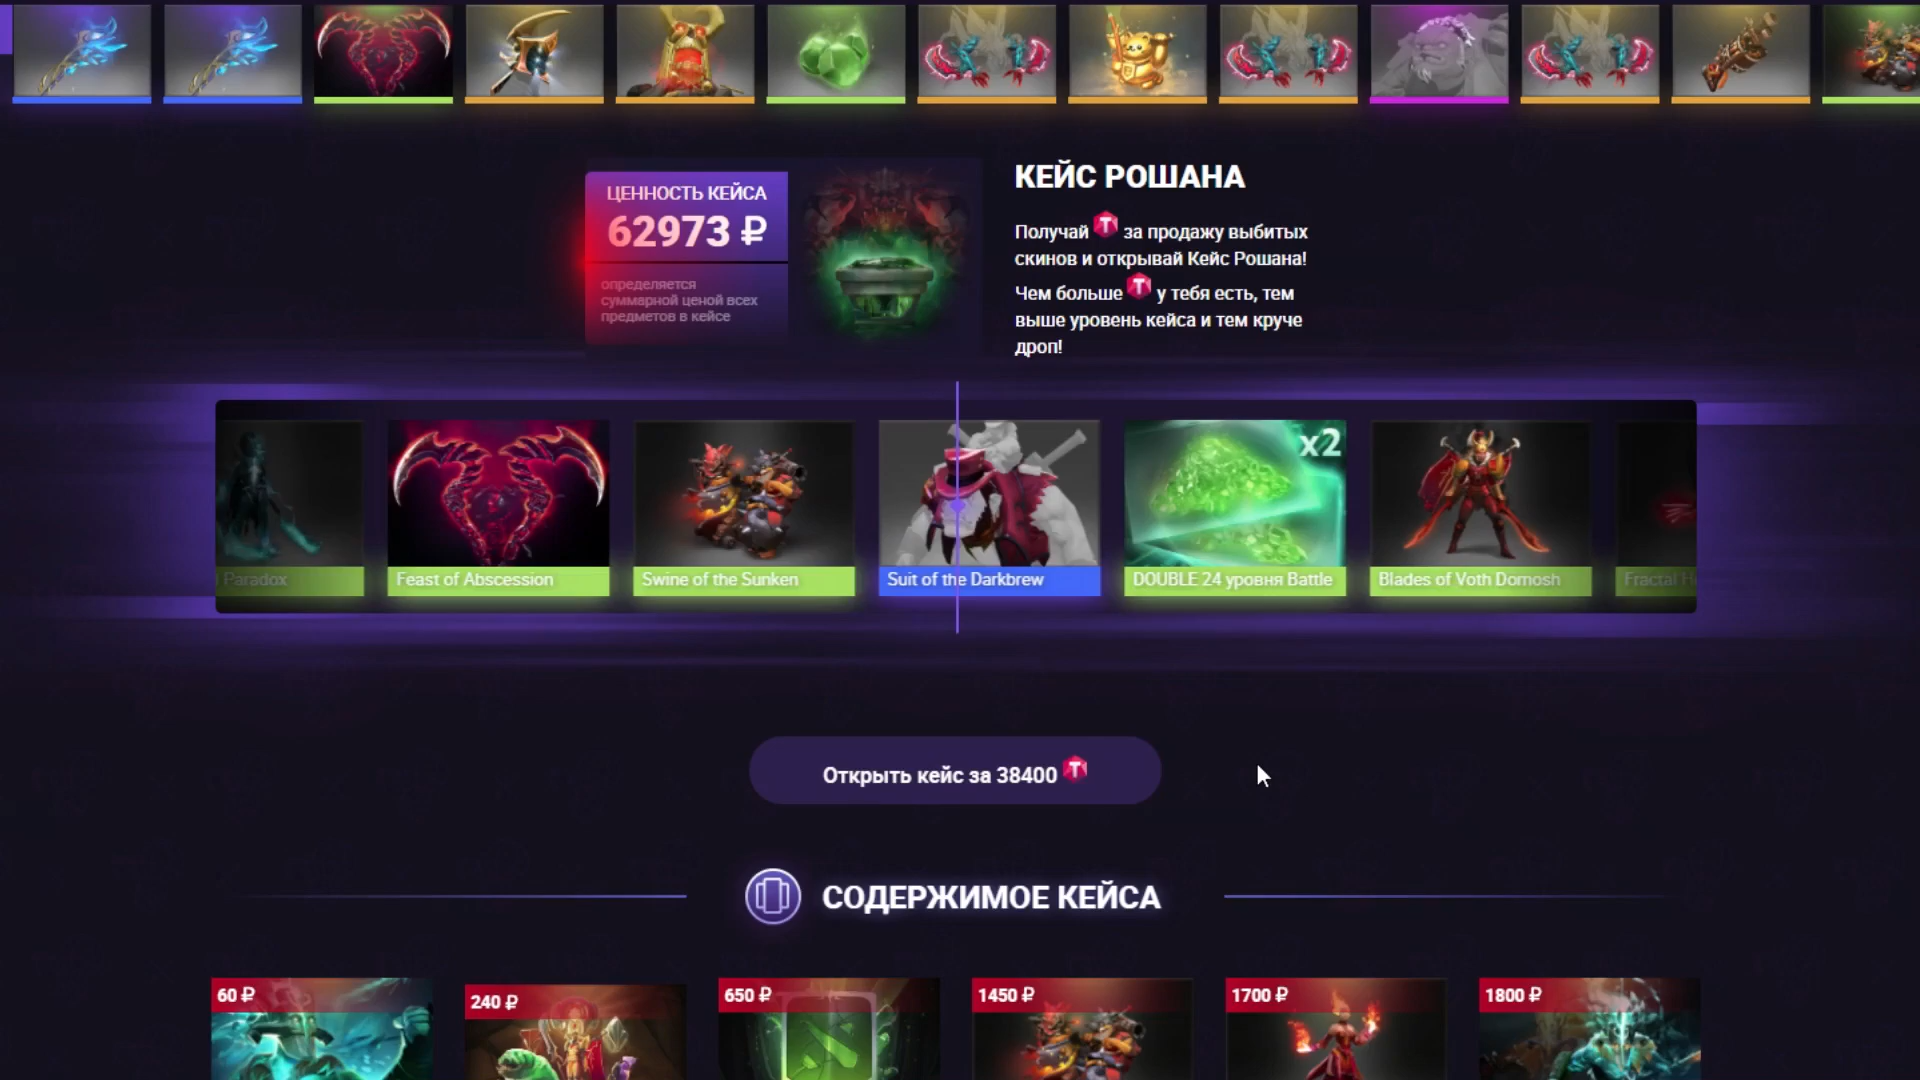 ЦЕННОСТЬ КЕЙСА
62973 ₽
определяется
суммарной ценой всех
предметов в кейсе
КЕЙС РОШАНА
Получай T за продажу выбитых
скинов и открывай Кейс Рошана!
Чем больше T у тебя есть, тем
выше уровень кейса и тем круче
дроп!
x2
Paradox
Feast of Abscession
Swine of the Sunken
Suit of the Darkbrew
DOUBLE 24 уровня Battle
Blades of Voth Domosh
Fractal H
Открыть кейс за 38400 T
СОДЕРЖИМОЕ КЕЙСА
60 ₽
240 ₽
650 ₽
1450 ₽
1700 ₽
1800 ₽